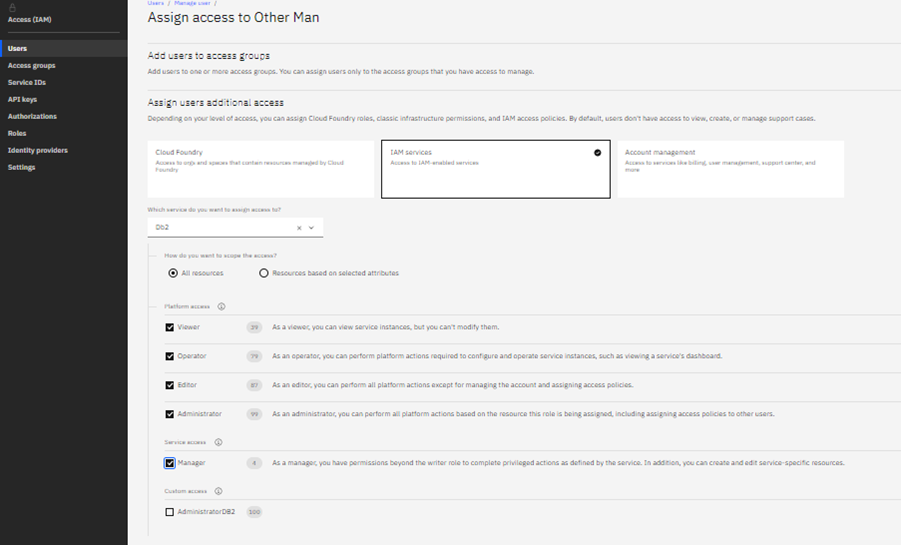 Access (IAM)
Users
Access groups
Service IDs
API keys
Authorizations
Roles
Identity providers
Settings
Users / Manage user /
Assign access to Other Man
Add users to access groups
Add users to one or more access groups. You can assign users only to the access groups that you have access to manage.
Assign users additional access
Depending on your level of access, you can assign Cloud Foundry roles, classic infrastructure permissions, and IAM access policies. By default, users don't have access to view, create, or manage support cases.
Cloud Foundry
Access to orgs and spaces that contain resources managed by Cloud
Foundry
IAM services
Access to IAM-enabled services
Account management
Access to services like billing, user management, support center, and
more
Which service do you want to assign access to?
Db2
How do you want to scope the access?
All resources
Resources based on selected attributes
Platform access
Viewer 39 As a viewer, you can view service instances, but you can't modify them.
Operator 79 As an operator, you can perform platform actions required to configure and operate service instances, such as viewing a service's dashboard.
Editor 87 As an editor, you can perform all platform actions except for managing the account and assigning access policies.
Administrator 99 As an administrator, you can perform all platform actions based on the resource this role is being assigned, including assigning access policies to other users.
Service access
Manager As a manager, you have permissions beyond the writer role to complete privileged actions as defined by the service. In addition, you can create and edit service-specific resources.
Custom access
AdministratorDB2 100